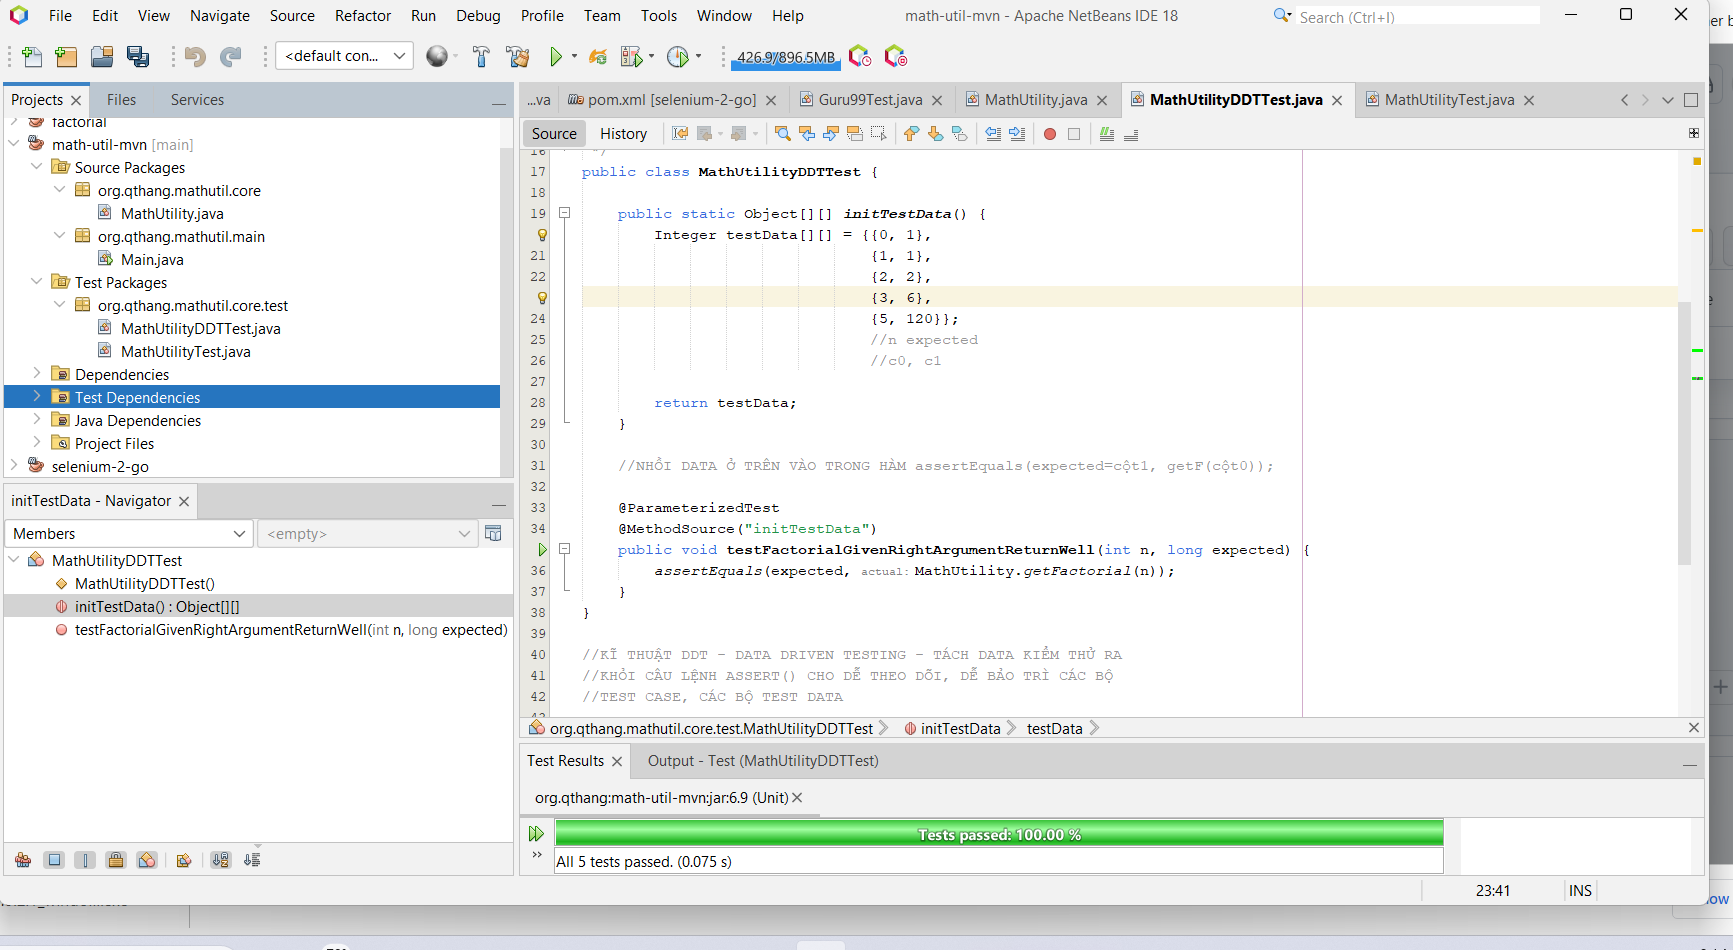 File Edit View Navigate Source Refactor Run Debug Profile Team Tools Window Help
math-util-mvn - Apache NetBeans IDE 18
Search (Ctrl+I)
<default con...
426.9/896.5MB
Projects Files Services
factorial
math-util-mvn [main]
Source Packages
org.qthang.mathutil.core
MathUtility.java
org.qthang.mathutil.main
Main.java
Test Packages
org.qthang.mathutil.core.test
MathUtilityDDTTest.java
MathUtilityTest.java
Dependencies
Test Dependencies
Java Dependencies
Project Files
selenium-2-go
initTestData - Navigator
Members
<empty>
MathUtilityDDTTest
MathUtilityDDTTest()
initTestData() : Object[][]
testFactorialGivenRightArgumentReturnWell(int n, long expected)
...va pom.xml [selenium-2-go] Guru99Test.java MathUtility.java MathUtilityDDTTest.java MathUtilityTest.java
Source History
16 */
17 public class MathUtilityDDTTest {
18
19 public static Object[][] initTestData() {
Integer testData[][] = {{0, 1},
21 {1, 1},
22 {2, 2},
{3, 6},
24 {5, 120}};
25 //n expected
26 //c0, c1
27
28 return testData;
29 }
30
31 //NHỒI DATA Ở TRÊN VÀO TRONG HÀM assertEquals(expected=cột1, getF(cột0));
32
33 @ParameterizedTest
34 @MethodSource("initTestData")
public void testFactorialGivenRightArgumentReturnWell(int n, long expected) {
36 assertEquals(expected, actual: MathUtility.getFactorial(n));
37 }
38 }
39
40 //KĨ THUẬT DDT - DATA DRIVEN TESTING - TÁCH DATA KIỂM THỬ RA
41 //KHỎI CÂU LỆNH ASSERT() CHO DỄ THEO DÕI, DỄ BẢO TRÌ CÁC BỘ
42 //TEST CASE, CÁC BỘ TEST DATA
org.qthang.mathutil.core.test.MathUtilityDDTTest initTestData testData
Test Results Output - Test (MathUtilityDDTTest)
org.qthang:math-util-mvn:jar:6.9 (Unit)
Tests passed: 100.00 %
All 5 tests passed. (0.075 s)
23:41 INS